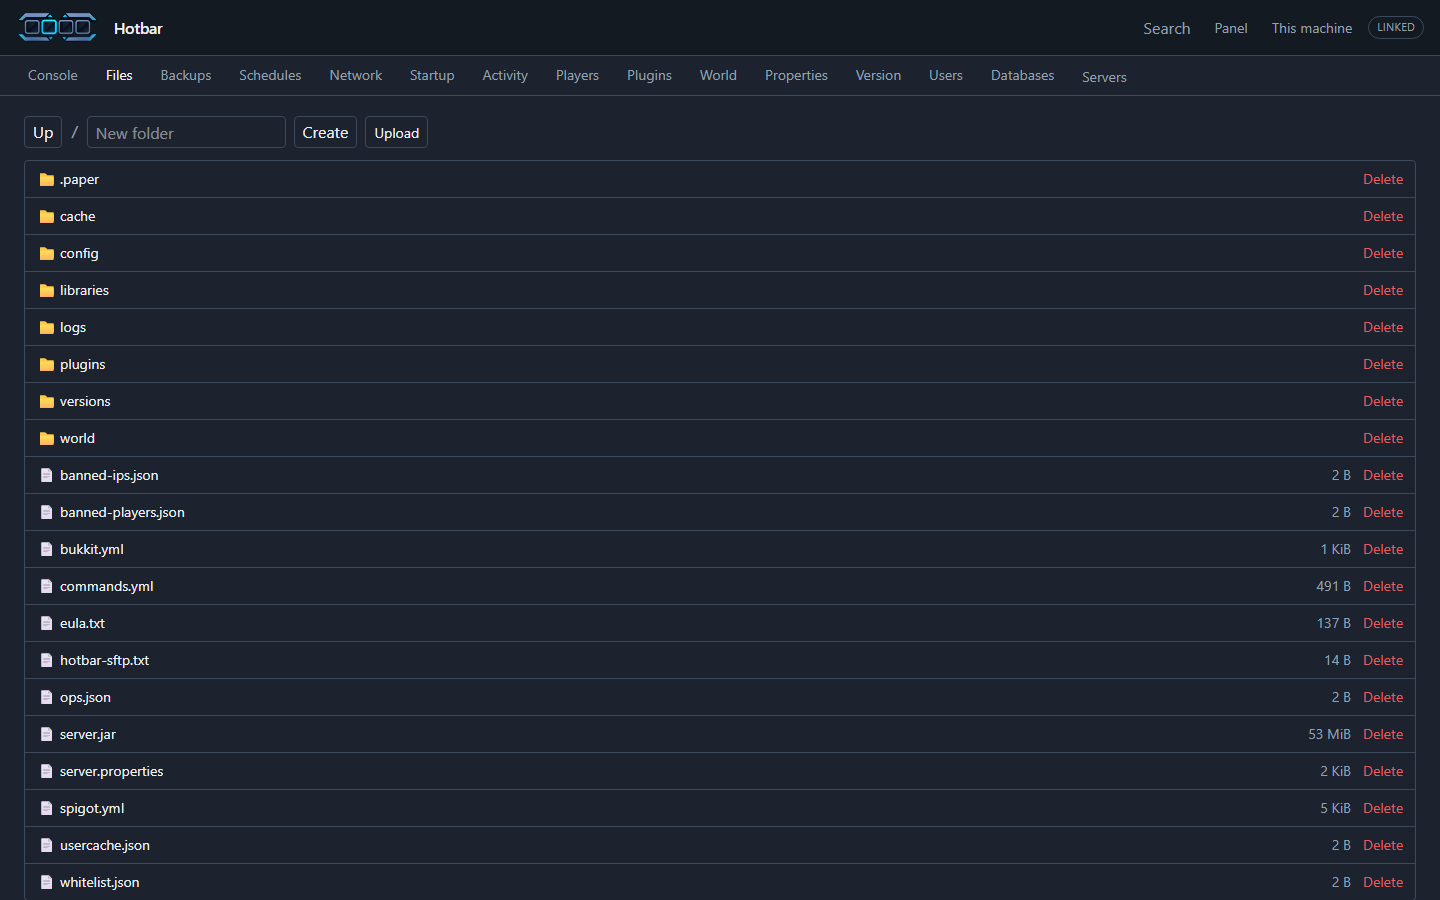 Hotbar
Search Panel This machine LINKED
Console Files Backups Schedules Network Startup Activity Players Plugins World Properties Version Users Databases Servers
Up / New folder Create Upload
.paper Delete
cache Delete
config Delete
libraries Delete
logs Delete
plugins Delete
versions Delete
world Delete
banned-ips.json 2 B Delete
banned-players.json 2 B Delete
bukkit.yml 1 KiB Delete
commands.yml 491 B Delete
eula.txt 137 B Delete
hotbar-sftp.txt 14 B Delete
ops.json 2 B Delete
server.jar 53 MiB Delete
server.properties 2 KiB Delete
spigot.yml 5 KiB Delete
usercache.json 2 B Delete
whitelist.json 2 B Delete